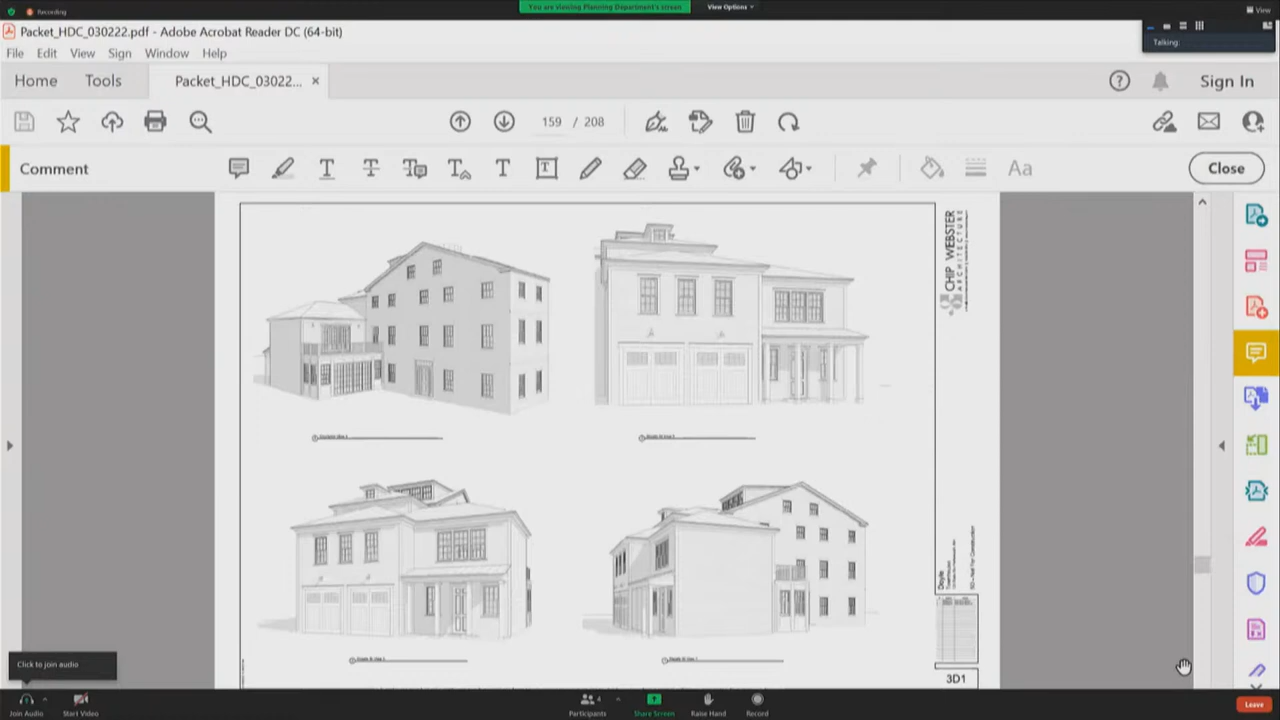 Recording
You are viewing Planning Department's screen
View Options
View
Packet_HDC_030222.pdf - Adobe Acrobat Reader DC (64-bit)
Talking:
File Edit View Sign Window Help
Home Tools Packet_HDC_03022... × Sign In
159 / 208
Comment
Aa
Close
CHIP WEBSTER
ARCHITECTURE
3D1
Click to join audio
Join Audio
Start Video
Participants
4
Share Screen
Raise Hand
Record
Leave